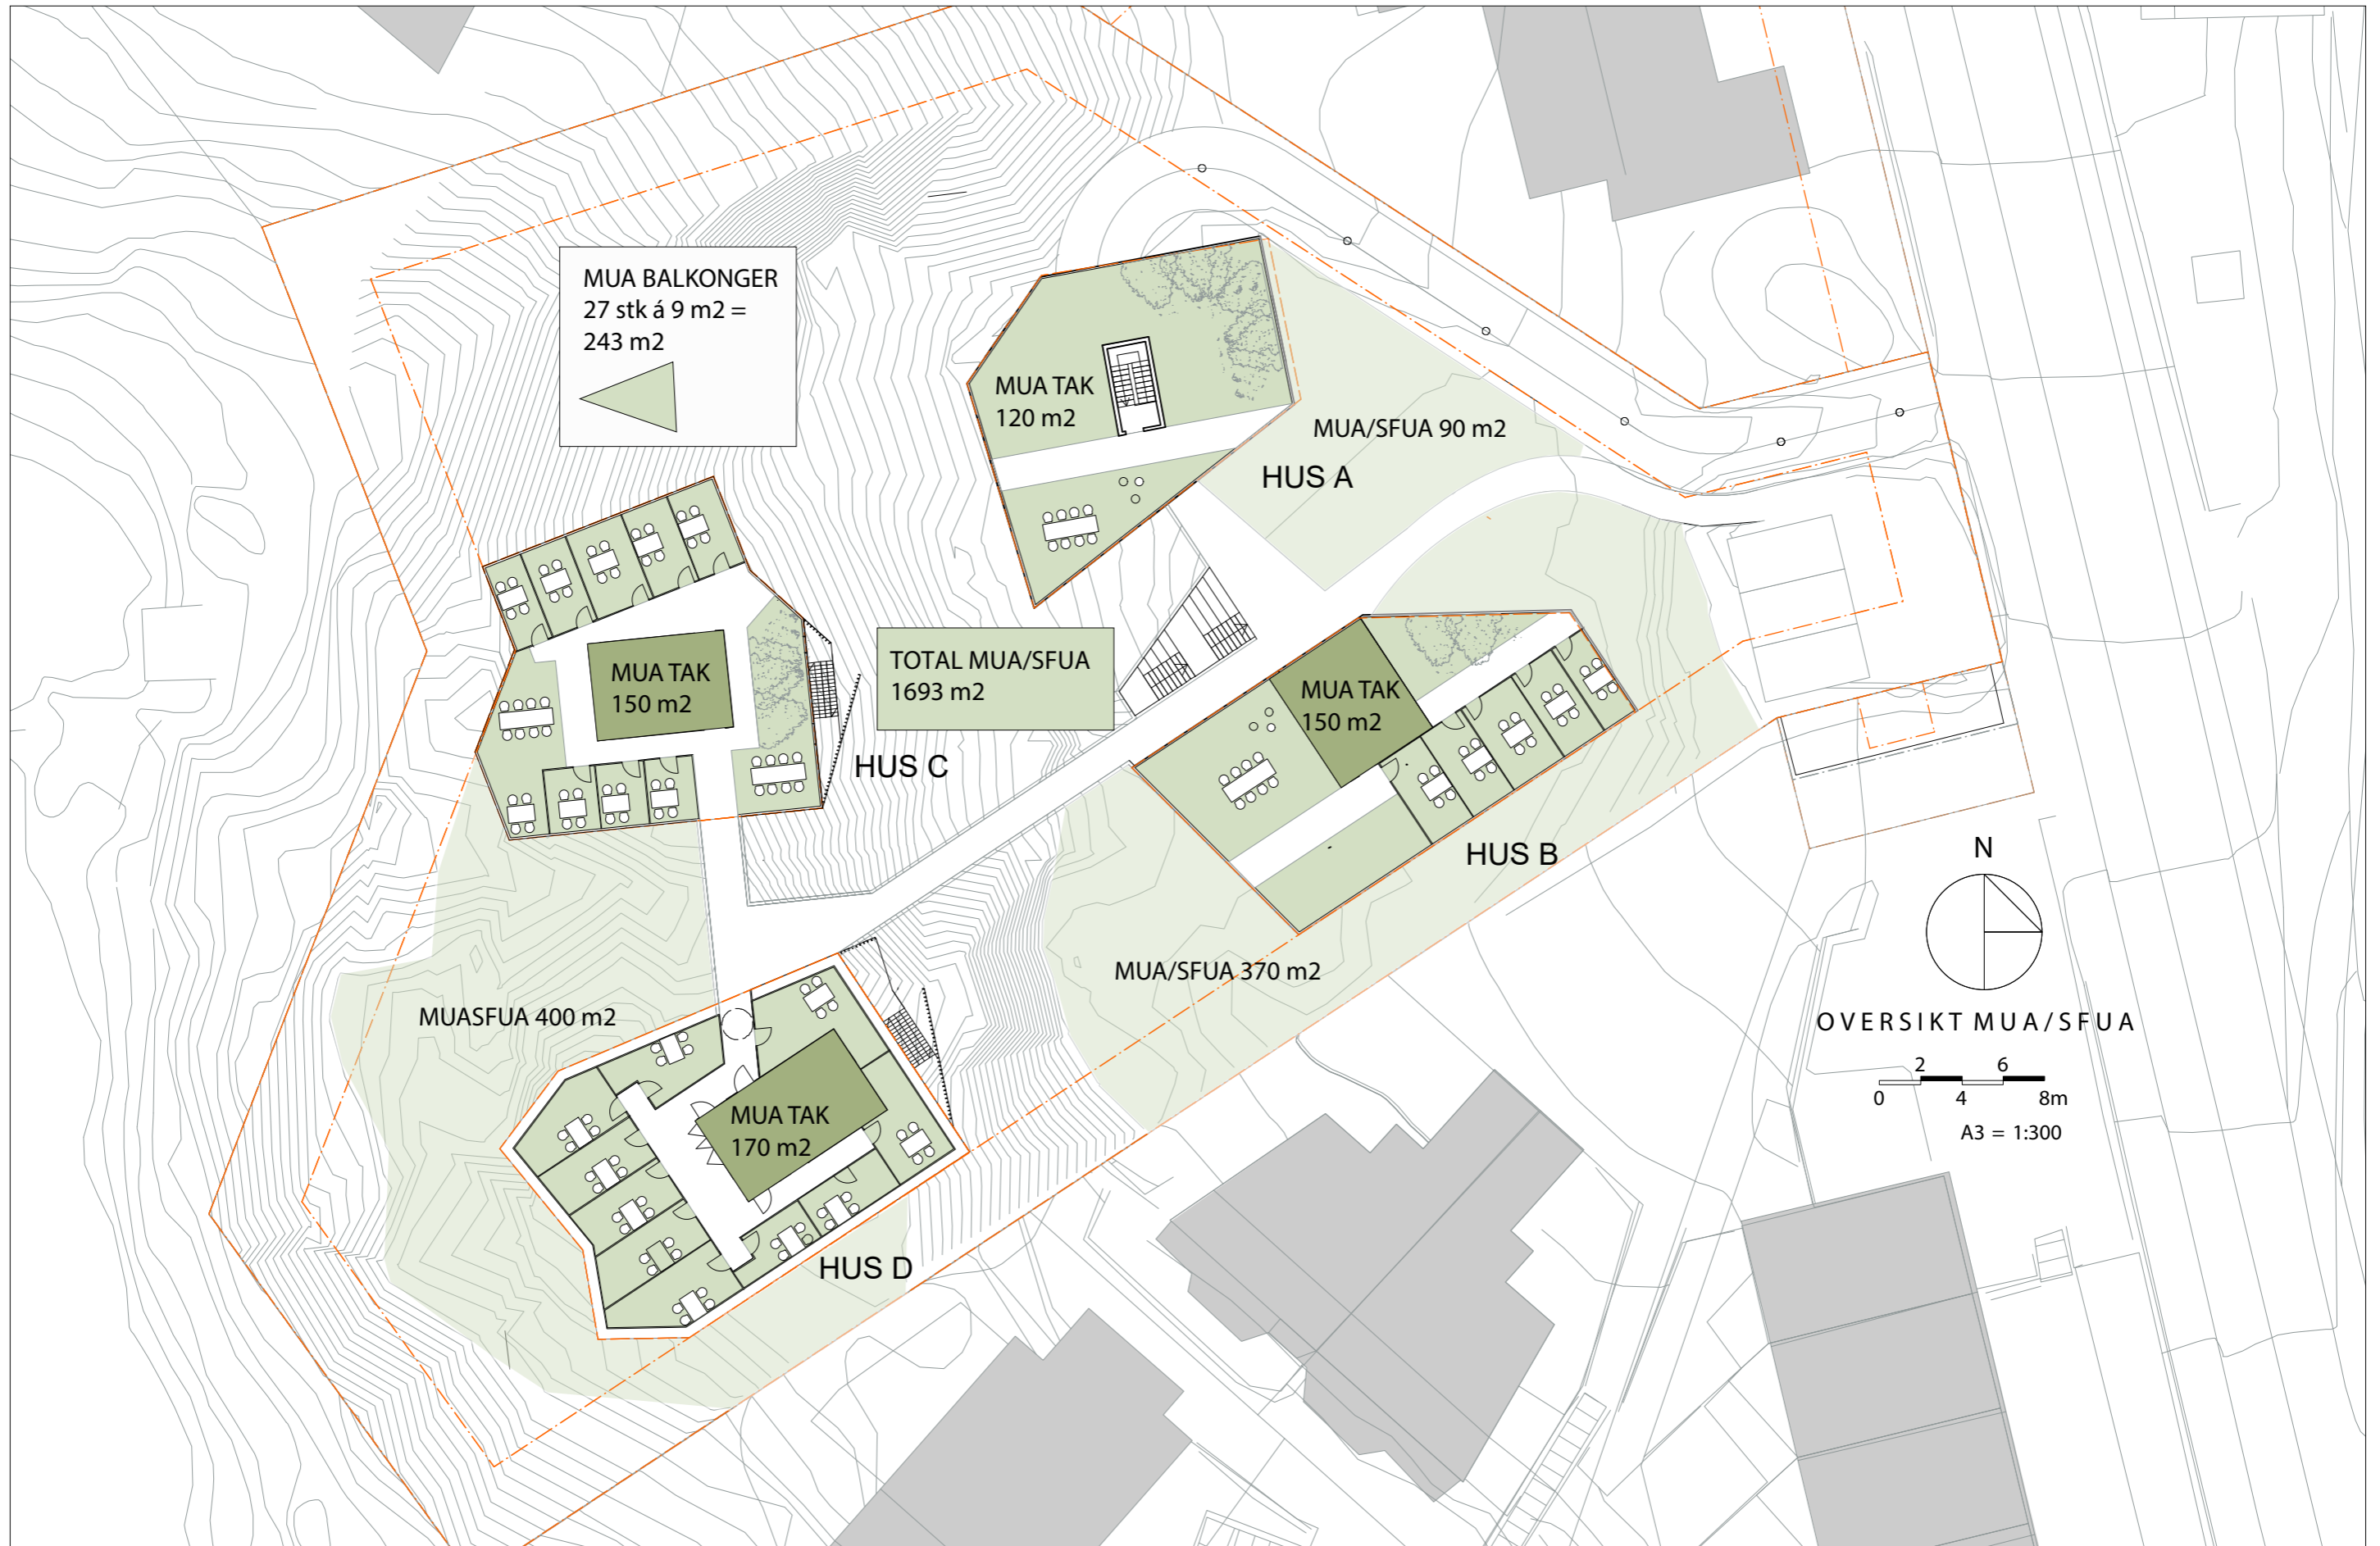 MUA BALKONGER
27 stk á 9 m2 =
243 m2
MUA TAK
120 m2
MUA/SFUA 90 m2
HUS A
MUA TAK
150 m2
TOTAL MUA/SFUA
1693 m2
MUA TAK
150 m2
HUS C
HUS B
N
MUA/SFUA 370 m2
MUASFUA 400 m2
OVERSIKT MUA/SFUA
2 6
0 4 8m
A3 = 1:300
MUA TAK
170 m2
HUS D